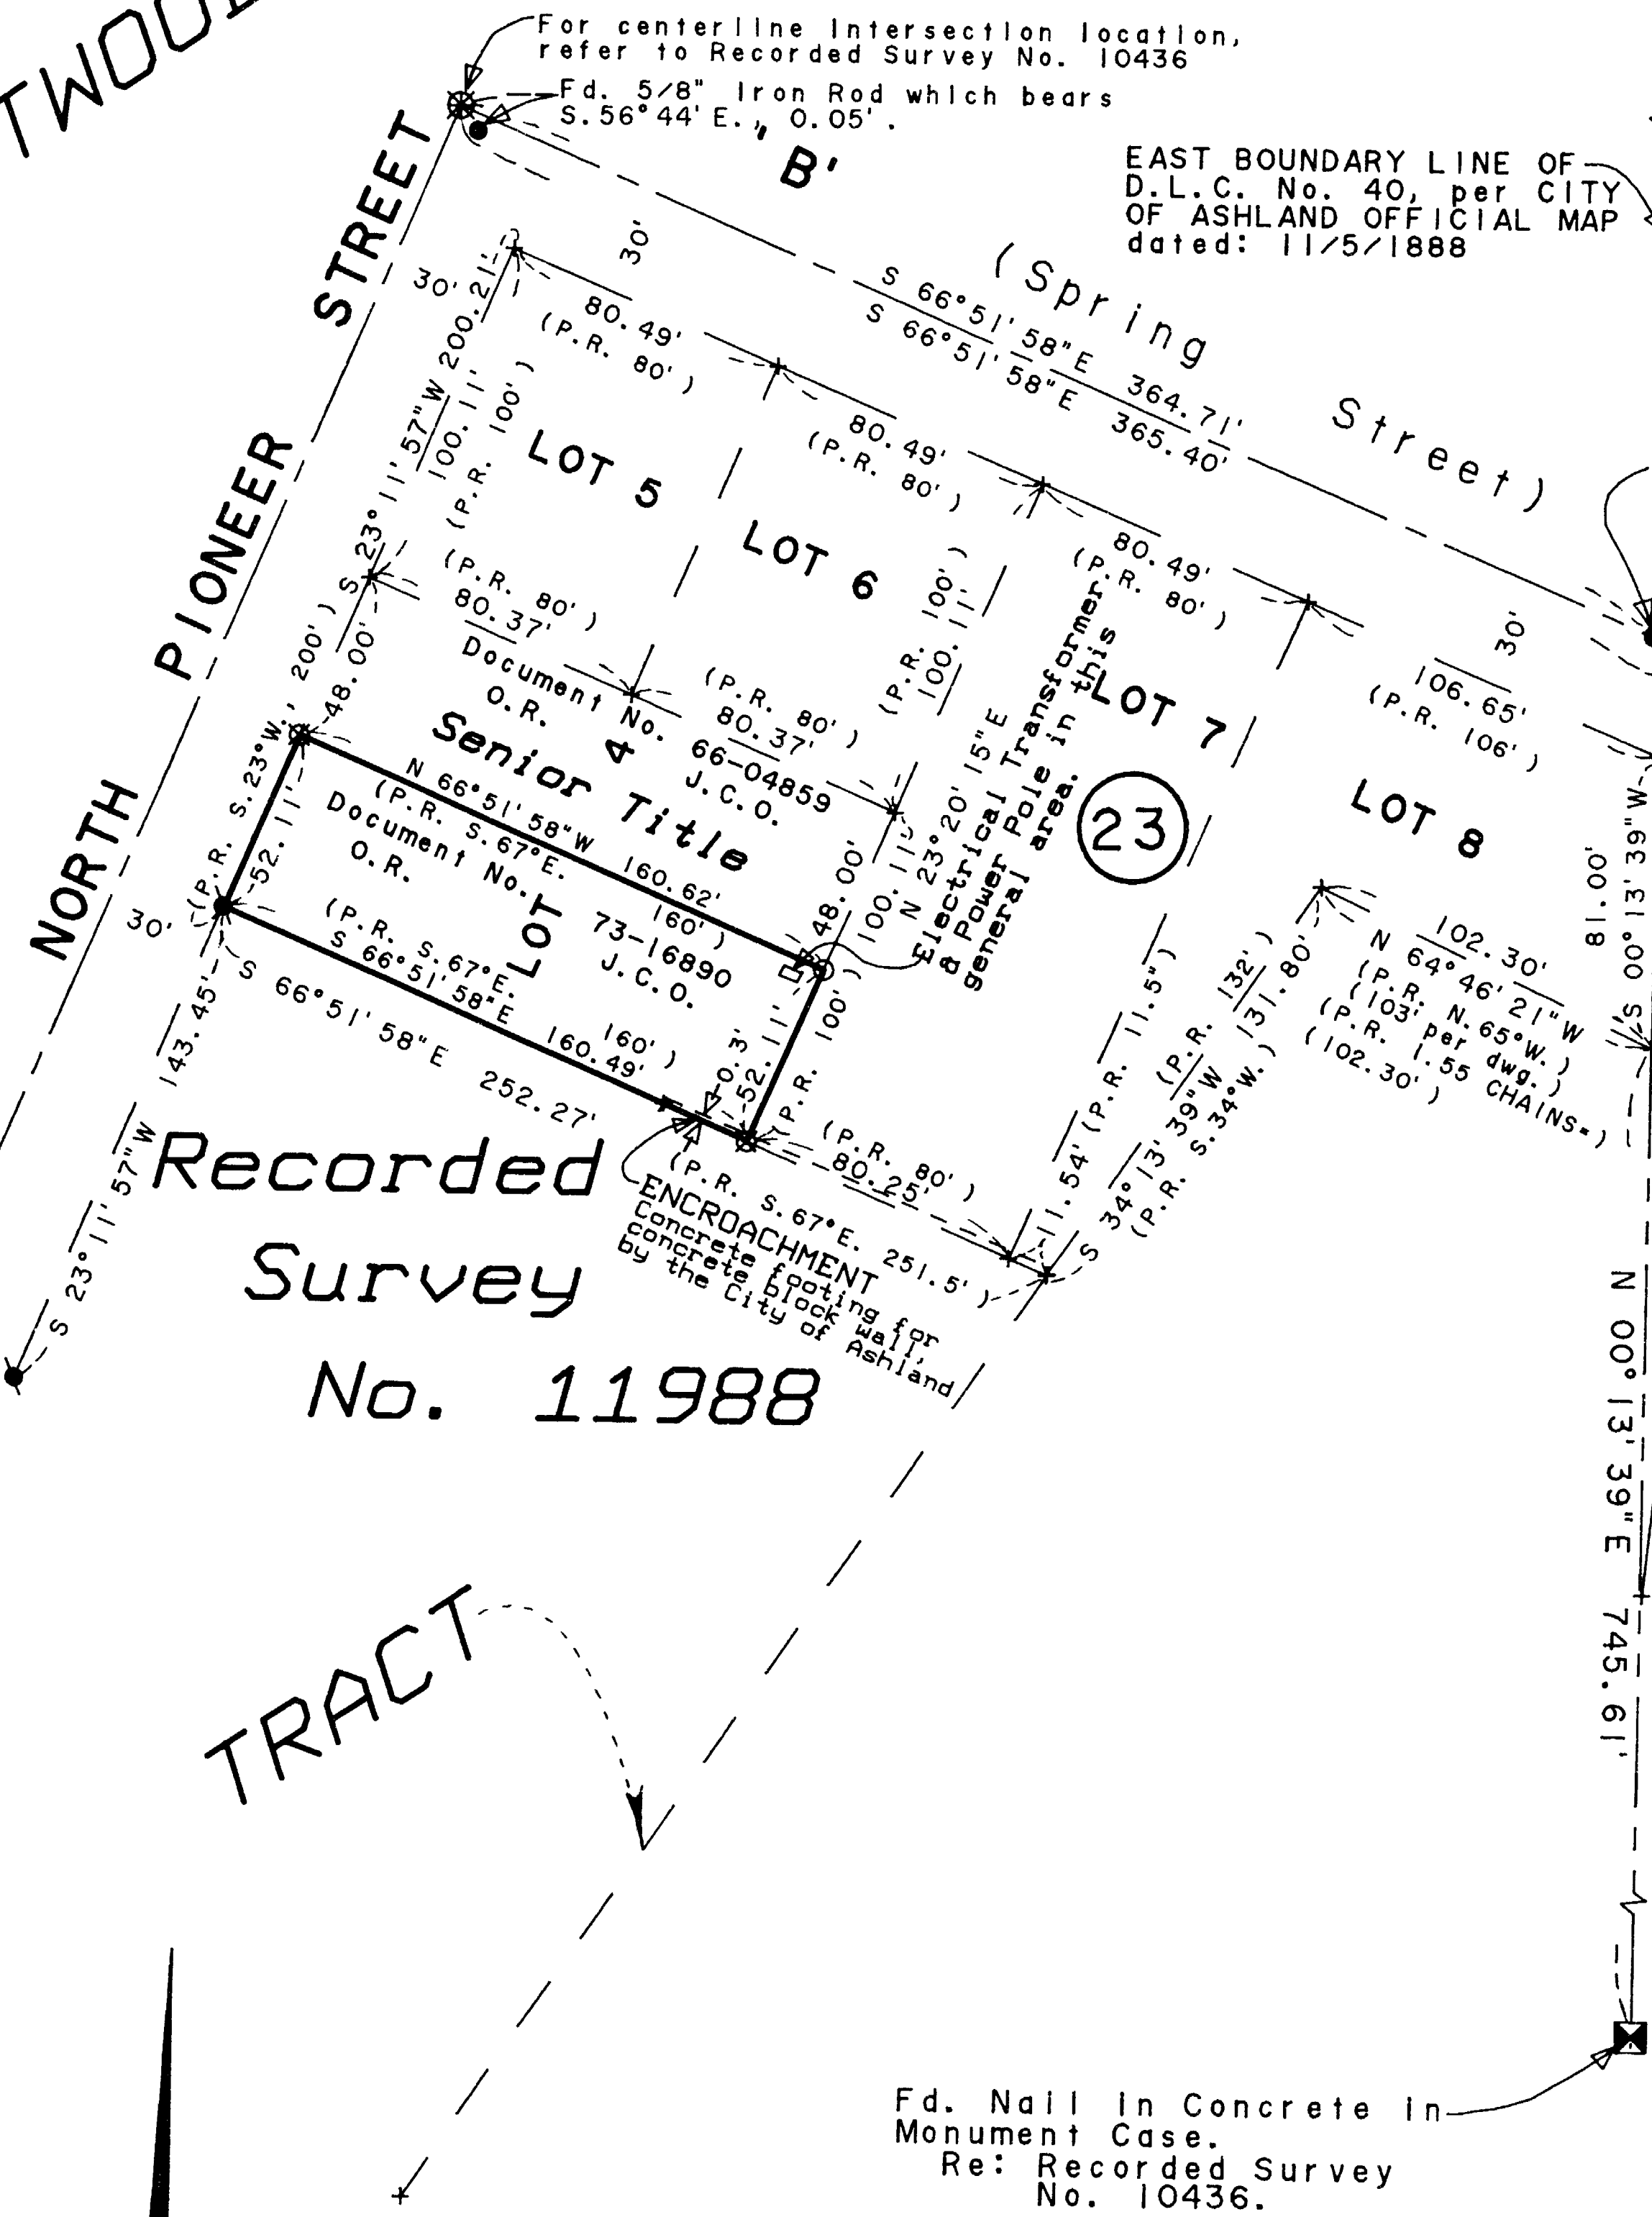 For centerline Intersection location,
refer to Recorded Survey No. 10436
Fd. 5/8" Iron Rod which bears
S.56°44'E., 0.05'.
"B'
(Spring Street)
EAST BOUNDARY LINE OF
D.L.C. No. 40, per CITY
OF ASHLAND OFFICIAL MAP
dated: 11/5/1888
NORTH PIONEER STREET
30'
30'
S 66°51'58"E 364.71'
S 66°51'58"E 365.40'
80.49'
(P.R. 80')
80.49'
(P.R. 80')
80.49'
(P.R. 80')
30'
106.65'
(P.R. 106')
S 23°11'57"W 200.21'
(P.R. S.23°W., 200')
100.11'
(P.R. 100')
LOT 5
LOT 6
LOT 7
LOT 8
(P.R. 100')
100.11'
(P.R. 80')
80.37'
(P.R. 80')
80.37'
48.00'
Document No. 66-04859
O.R. J.C.O.
4
Senior Title
N 66°51'58"W 160.62'
(P.R. S.67°E. 160')
Document No. 73-16890
O.R. J.C.O.
LOT
52.11'
30'
(P.R. S.67°E. 160')
S 66°51'58"E 160.49'
S 66°51'58"E 252.27'
48.00'
100.11'
N 23°20'15"E
Electrical Transformer
& Power Pole in this
general area.
23
0.3'
52.11'
(P.R. 100')
(P.R. 80')
80.25'
(P.R. S.67°E. 251.5')
ENCROACHMENT
Concrete footing for
concrete block wall,
by the City of Ashland
11.54' (P.R. 11.5")
(P.R. 132')
S 34°13'39"W 131.80'
(P.R. S.34°W.)
102.30'
N 64°46'21"W
(P.R. N.65°W.)
(103' per dwg.)
(P.R. 1.55 CHAINS=)
(102.30')
81.00'
S 00°13'39"W
N 00°13'39"E 745.61'
S 23°11'57"W 143.45'
Recorded
Survey
No. 11988
TRACT
Fd. Nail In Concrete in
Monument Case.
Re: Recorded Survey
No. 10436.